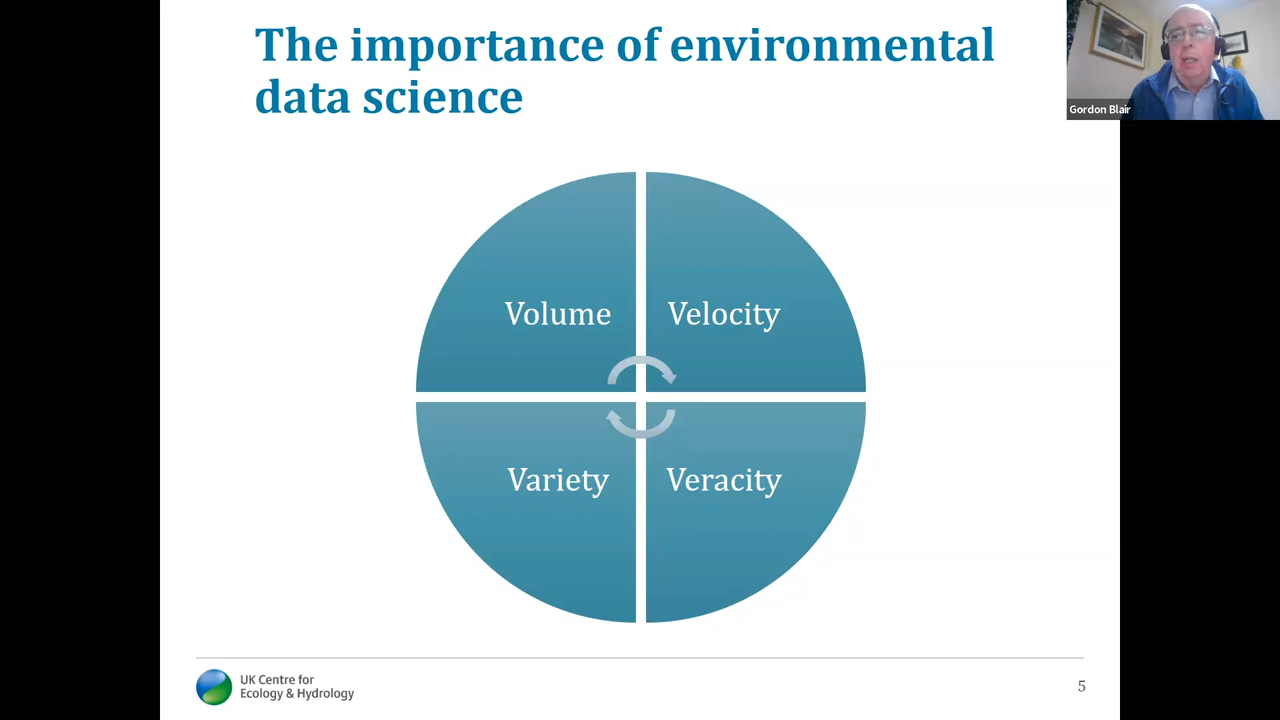 The importance of environmental
data science
Gordon Blair
Volume
Velocity
Variety
Veracity
UK Centre for
Ecology & Hydrology
5